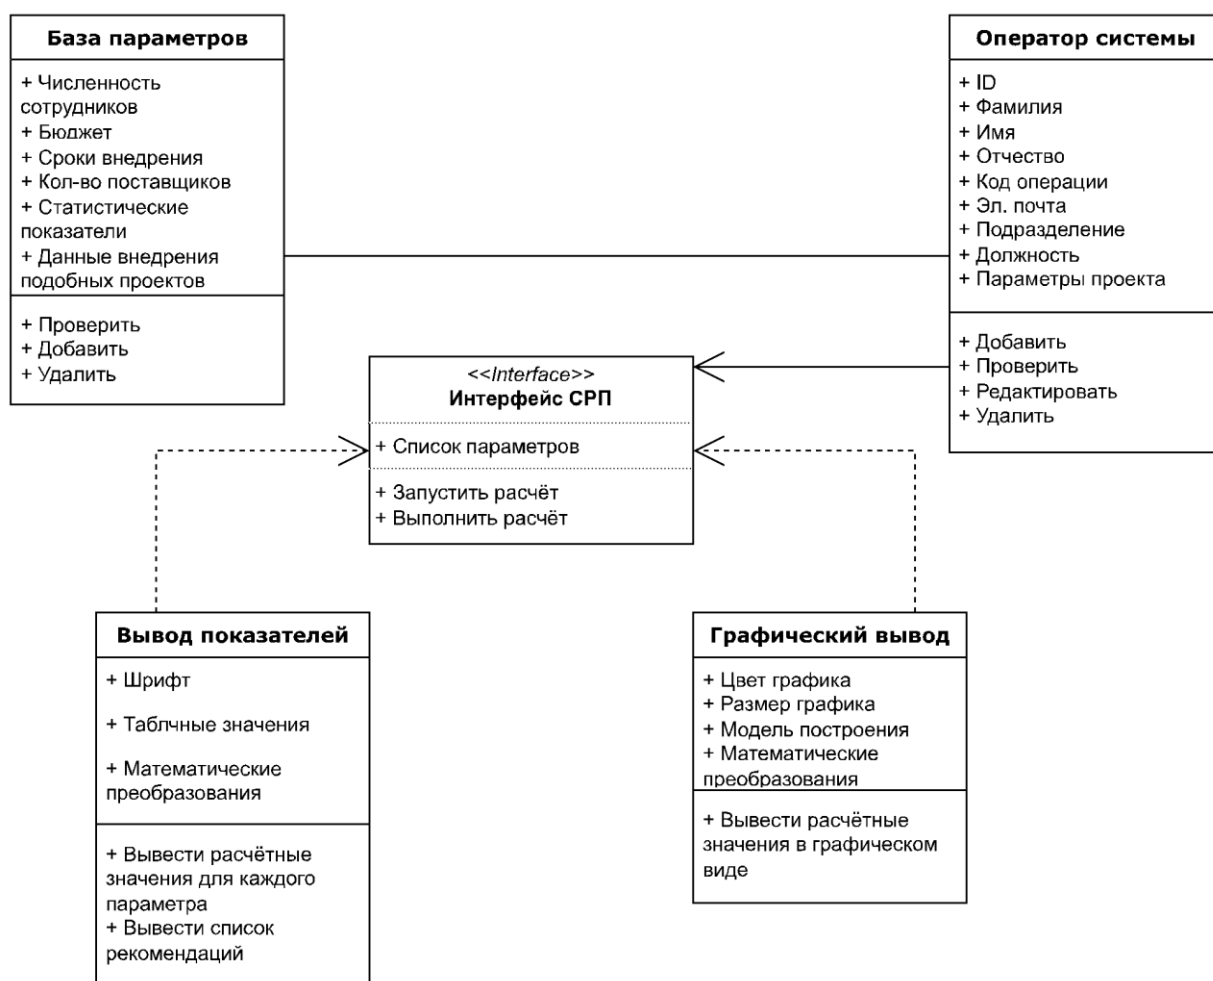 База параметров
+ Численность
сотрудников
+ Бюджет
+ Сроки внедрения
+ Кол-во поставщиков
+ Статистические
показатели
+ Данные внедрения
подобных проектов
+ Проверить
+ Добавить
+ Удалить
Оператор системы
+ ID
+ Фамилия
+ Имя
+ Отчество
+ Код операции
+ Эл. почта
+ Подразделение
+ Должность
+ Параметры проекта
+ Добавить
+ Проверить
+ Редактировать
+ Удалить
<<Interface>>
Интерфейс СРП
+ Список параметров
+ Запустить расчёт
+ Выполнить расчёт
Вывод показателей
+ Шрифт
+ Таблчные значения
+ Математические
преобразования
+ Вывести расчётные
значения для каждого
параметра
+ Вывести список
рекомендаций
Графический вывод
+ Цвет графика
+ Размер графика
+ Модель построения
+ Математические
преобразования
+ Вывести расчётные
значения в графическом
виде